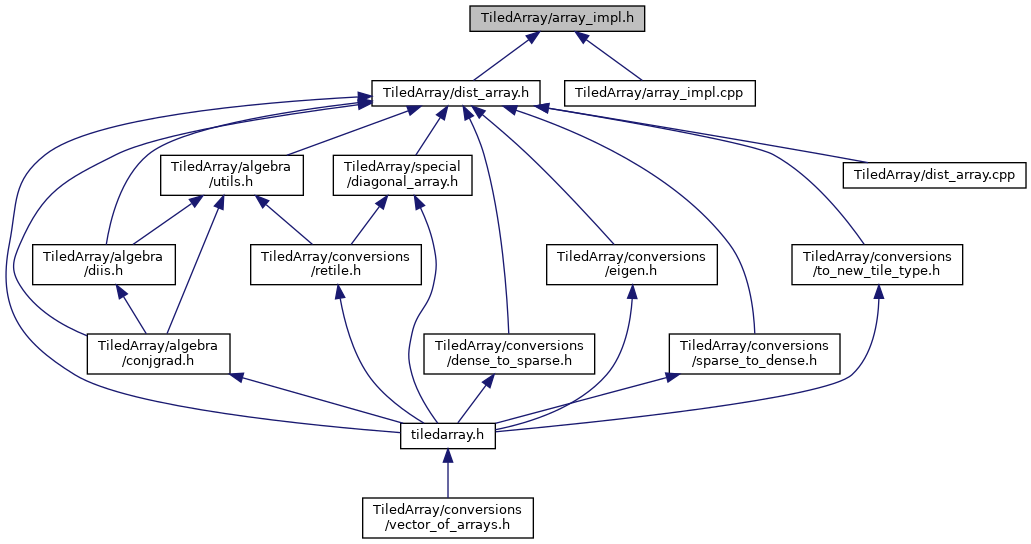 TiledArray/array_impl.h
TiledArray/dist_array.h
TiledArray/array_impl.cpp
TiledArray/algebra
/utils.h
TiledArray/special
/diagonal_array.h
TiledArray/dist_array.cpp
TiledArray/algebra
/diis.h
TiledArray/conversions
/retile.h
TiledArray/conversions
/eigen.h
TiledArray/conversions
/to_new_tile_type.h
TiledArray/algebra
/conjgrad.h
TiledArray/conversions
/dense_to_sparse.h
TiledArray/conversions
/sparse_to_dense.h
tiledarray.h
TiledArray/conversions
/vector_of_arrays.h